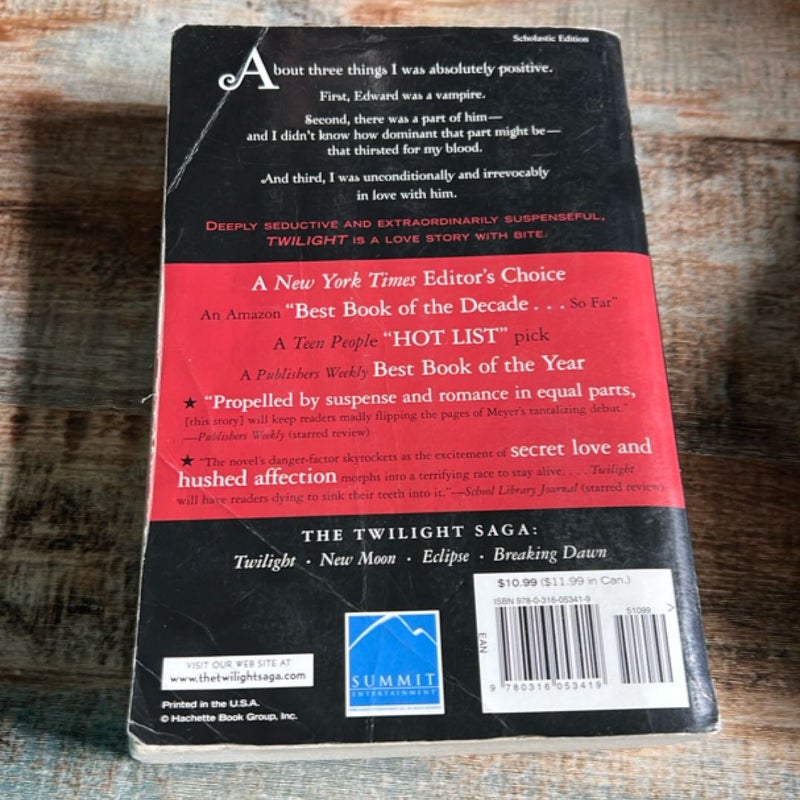 Scholastic Edition
About three things I was absolutely positive.
First, Edward was a vampire.
Second, there was a part of him—
and I didn't know how dominant that part might be—
that thirsted for my blood.
And third, I was unconditionally and irrevocably
in love with him.
DEEPLY SEDUCTIVE AND EXTRAORDINARILY SUSPENSEFUL,
TWILIGHT IS A LOVE STORY WITH BITE.
A New York Times Editor's Choice
An Amazon "Best Book of the Decade . . . So Far"
A Teen People "HOT LIST" pick
A Publishers Weekly Best Book of the Year
★ "Propelled by suspense and romance in equal parts,
[this story] will keep readers madly flipping the pages of Meyer's tantalizing debut."
—Publishers Weekly (starred review)
★ "The novel's danger-factor skyrockets as the excitement of secret love and
hushed affection morphs into a terrifying race to stay alive. . . . Twilight
will have readers dying to sink their teeth into it."—School Library Journal (starred review)
THE TWILIGHT SAGA:
Twilight · New Moon · Eclipse · Breaking Dawn
$10.99 ($11.99 in Can.)
ISBN 978-0-316-05341-9
51099
EAN
9 780316 053419
SUMMIT
ENTERTAINMENT
VISIT OUR WEB SITE AT
www.thetwilightsaga.com
Printed in the U.S.A.
© Hachette Book Group, Inc.